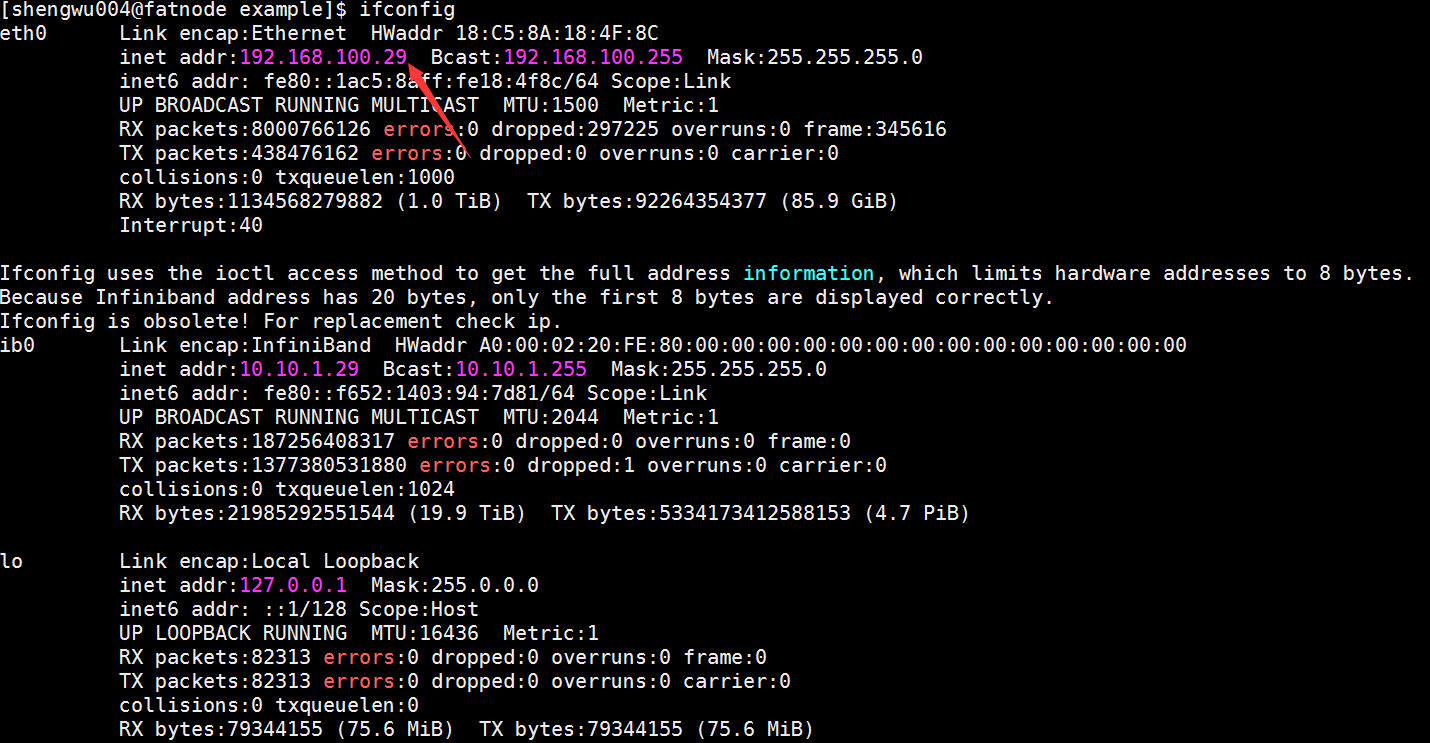 [shengwu004@fatnode example]$ ifconfig
eth0      Link encap:Ethernet  HWaddr 18:C5:8A:18:4F:8C
          inet addr:192.168.100.29  Bcast:192.168.100.255  Mask:255.255.255.0
          inet6 addr: fe80::1ac5:8aff:fe18:4f8c/64 Scope:Link
          UP BROADCAST RUNNING MULTICAST  MTU:1500  Metric:1
          RX packets:8000766126 errors:0 dropped:297225 overruns:0 frame:345616
          TX packets:438476162 errors:0 dropped:0 overruns:0 carrier:0
          collisions:0 txqueuelen:1000
          RX bytes:1134568279882 (1.0 TiB)  TX bytes:92264354377 (85.9 GiB)
          Interrupt:40
Ifconfig uses the ioctl access method to get the full address information, which limits hardware addresses to 8 bytes.
Because Infiniband address has 20 bytes, only the first 8 bytes are displayed correctly.
Ifconfig is obsolete! For replacement check ip.
ib0       Link encap:InfiniBand  HWaddr A0:00:02:20:FE:80:00:00:00:00:00:00:00:00:00:00:00:00:00:00
          inet addr:10.10.1.29  Bcast:10.10.1.255  Mask:255.255.255.0
          inet6 addr: fe80::f652:1403:94:7d81/64 Scope:Link
          UP BROADCAST RUNNING MULTICAST  MTU:2044  Metric:1
          RX packets:187256408317 errors:0 dropped:0 overruns:0 frame:0
          TX packets:1377380531880 errors:0 dropped:1 overruns:0 carrier:0
          collisions:0 txqueuelen:1024
          RX bytes:21985292551544 (19.9 TiB)  TX bytes:5334173412588153 (4.7 PiB)
lo        Link encap:Local Loopback
          inet addr:127.0.0.1  Mask:255.0.0.0
          inet6 addr: ::1/128 Scope:Host
          UP LOOPBACK RUNNING  MTU:16436  Metric:1
          RX packets:82313 errors:0 dropped:0 overruns:0 frame:0
          TX packets:82313 errors:0 dropped:0 overruns:0 carrier:0
          collisions:0 txqueuelen:0
          RX bytes:79344155 (75.6 MiB)  TX bytes:79344155 (75.6 MiB)